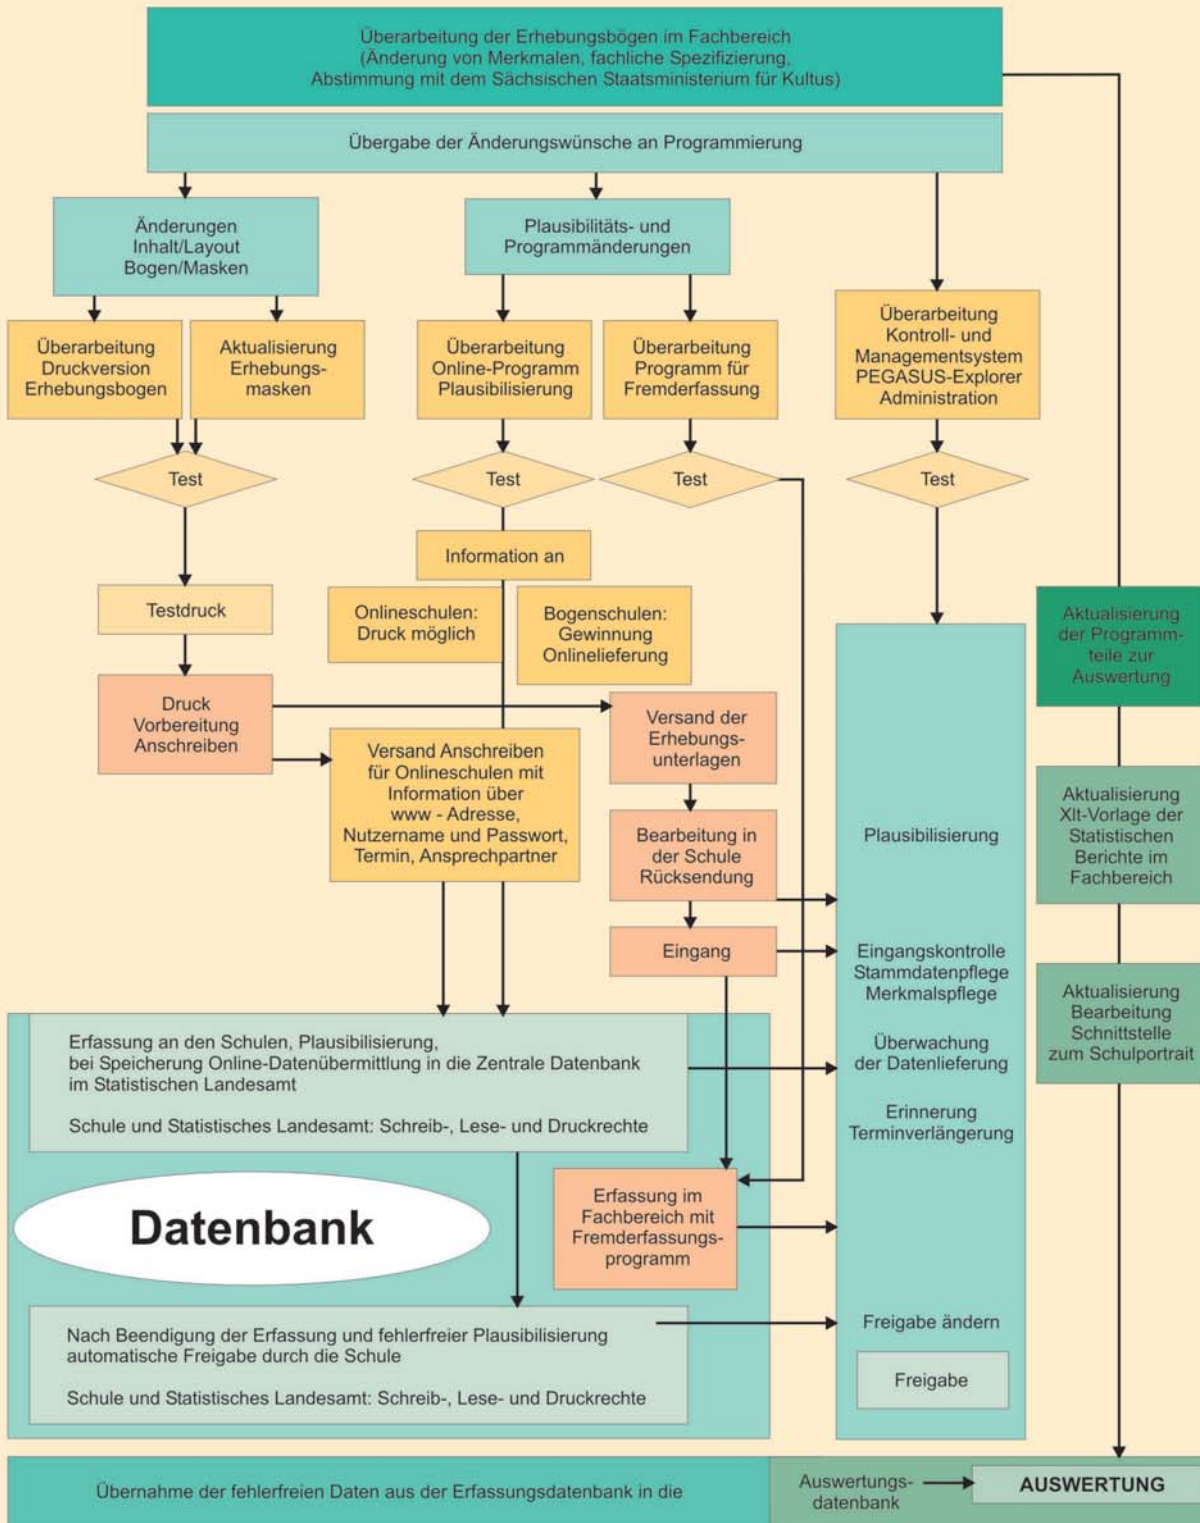 Überarbeitung der Erhebungsbögen im Fachbereich
(Änderung von Merkmalen, fachliche Spezifizierung,
Abstimmung mit dem Sächsischen Staatsministerium für Kultus)
Übergabe der Änderungswünsche an Programmierung
Änderungen
Inhalt/Layout
Bogen/Masken
Plausibilitäts- und
Programmänderungen
Überarbeitung
Druckversion
Erhebungsbogen
Aktualisierung
Erhebungs-
masken
Überarbeitung
Online-Programm
Plausibilisierung
Überarbeitung
Programm für
Fremderfassung
Überarbeitung
Kontroll- und
Managementsystem
PEGASUS-Explorer
Administration
Test
Test
Test
Test
Information an
Testdruck
Onlineschulen:
Druck möglich
Bogenschulen:
Gewinnung
Onlinelieferung
Aktualisierung
der Programm-
teile zur
Auswertung
Druck
Vorbereitung
Anschreiben
Versand Anschreiben
für Onlineschulen mit
Information über
www - Adresse,
Nutzername und Passwort,
Termin, Ansprechpartner
Versand der
Erhebungs-
unterlagen
Bearbeitung in
der Schule
Rücksendung
Eingang
Plausibilisierung
Eingangskontrolle
Stammdatenpflege
Merkmalspflege
Überwachung
der Datenlieferung
Erinnerung
Terminverlängerung
Aktualisierung
Xlt-Vorlage der
Statistischen
Berichte im
Fachbereich
Aktualisierung
Bearbeitung
Schnittstelle
zum Schulportrait
Erfassung an den Schulen, Plausibilisierung,
bei Speicherung Online-Datenübermittlung in die Zentrale Datenbank
im Statistischen Landesamt
Schule und Statistisches Landesamt: Schreib-, Lese- und Druckrechte
Datenbank
Erfassung im
Fachbereich mit
Fremderfassungs-
programm
Nach Beendigung der Erfassung und fehlerfreier Plausibilisierung
automatische Freigabe durch die Schule
Schule und Statistisches Landesamt: Schreib-, Lese- und Druckrechte
Freigabe ändern
Freigabe
Übernahme der fehlerfreien Daten aus der Erfassungsdatenbank in die
Auswertungs-
datenbank
AUSWERTUNG